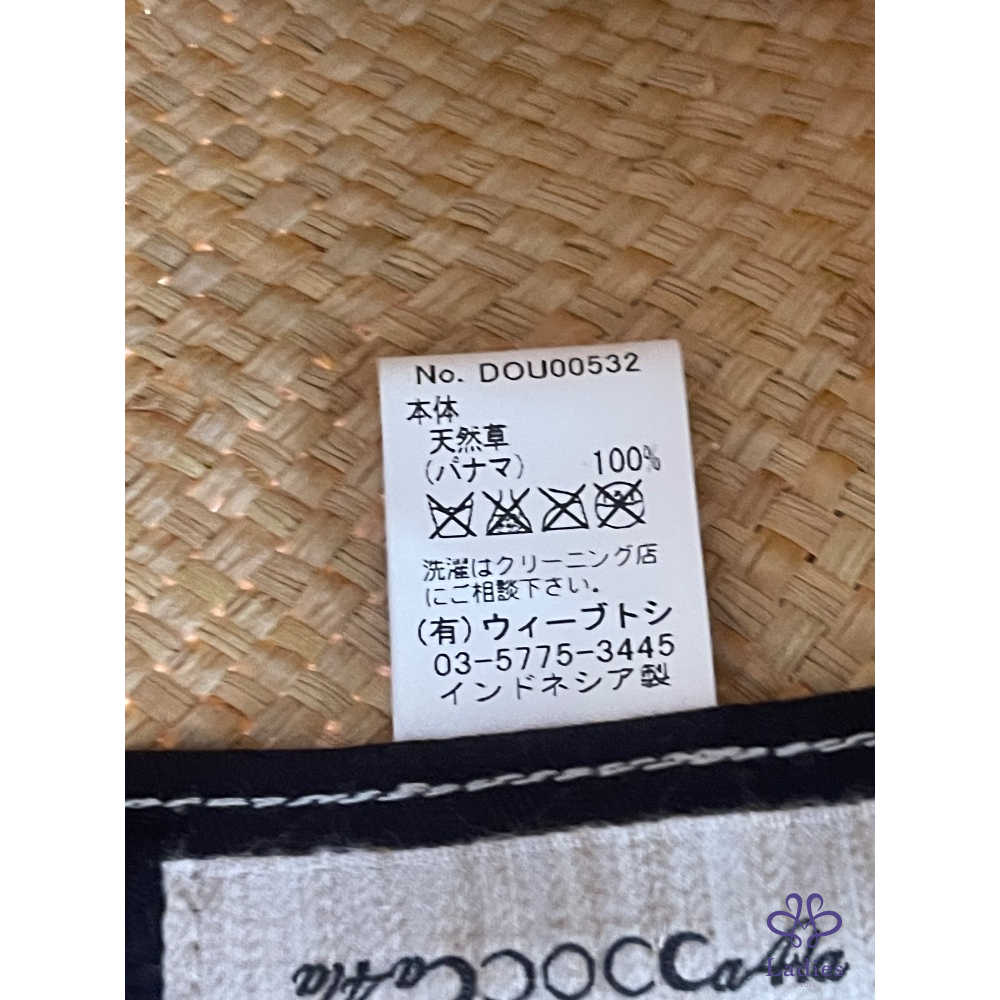 No. DOU00532
本体
天然草
(パナマ) 100%
洗濯はクリーニング店
にご相談下さい。
(有)ウィーブトシ
03-5775-3445
インドネシア製
Ladies